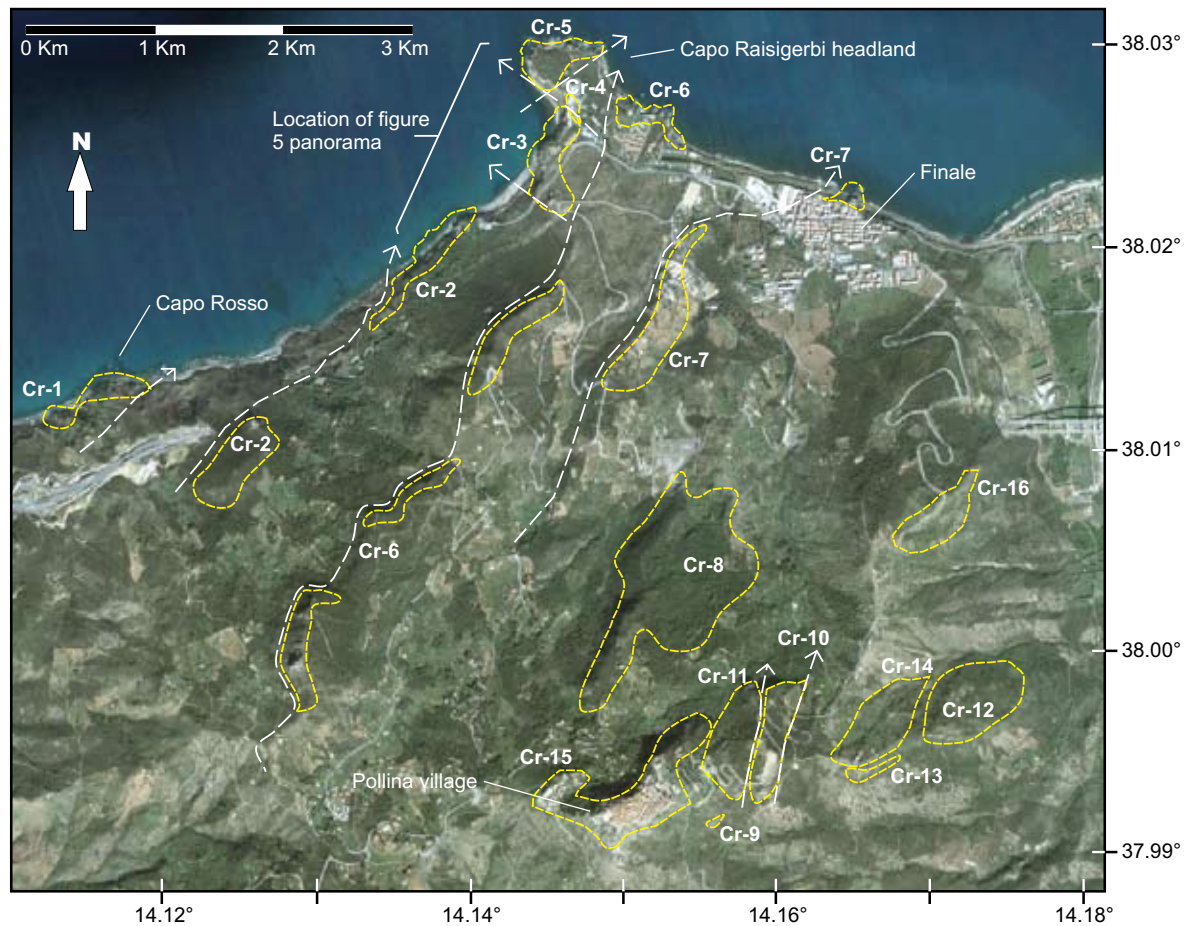 0 Km 1 Km 2 Km 3 Km
Cr-5
Capo Raisigerbi headland
38.03°
Cr-4
Cr-6
Location of figure
5 panorama
N
Cr-3
Cr-7
Finale
38.02°
Cr-2
Capo Rosso
Cr-7
Cr-1
Cr-2
38.01°
Cr-16
Cr-6
Cr-8
Cr-10
38.00°
Cr-11
Cr-14
Cr-12
Cr-15
Cr-13
Pollina village
Cr-9
37.99°
14.12° 14.14° 14.16° 14.18°